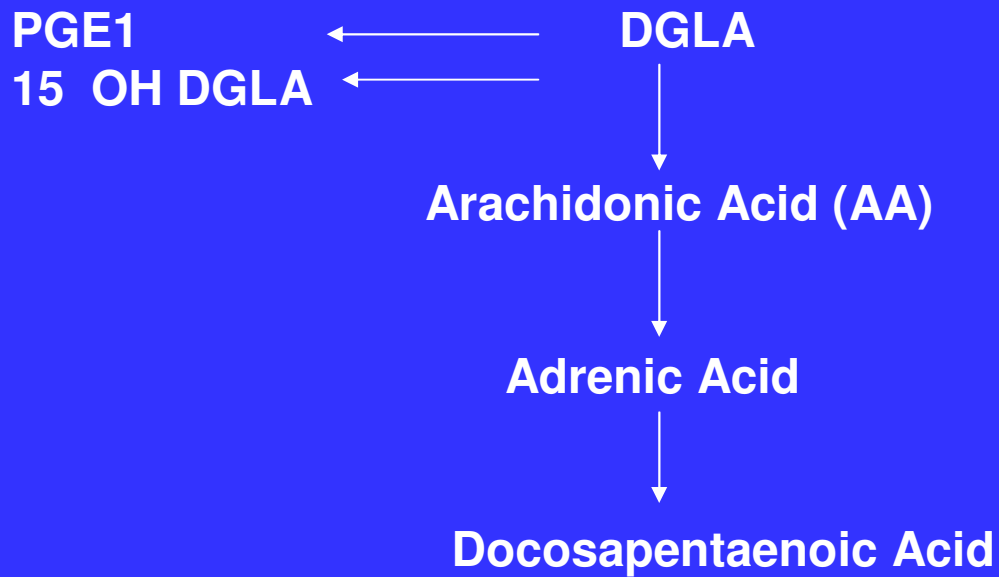 PGE1 DGLA
15 OH DGLA
Arachidonic Acid (AA)
Adrenic Acid
Docosapentaenoic Acid